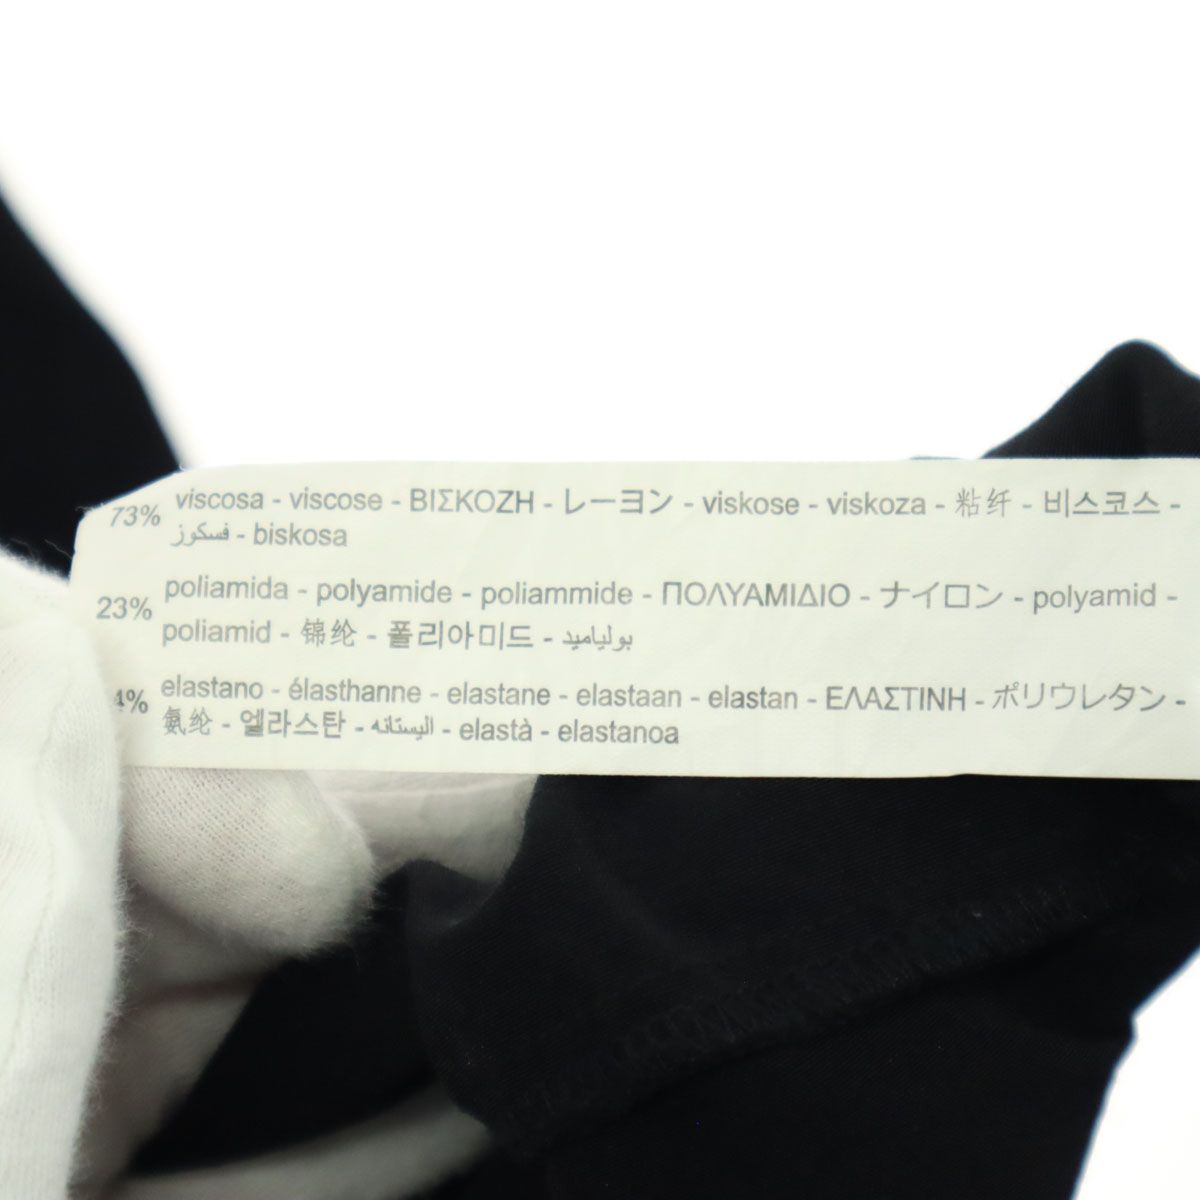 73% viscosa - viscose - ΒΙΣΚΟΖΗ - レーヨン - viskose - viskoza - 粘纤 - 비스코스 -
فسكوز - biskosa
23% poliamida - polyamide - poliammide - ΠΟΛΥΑΜΙΔΙΟ - ナイロン - polyamid -
poliamid - 锦纶 - 폴리아미드 - بولياميد
4% elastano - élasthanne - elastane - elastaan - elastan - ΕΛΑΣΤΙΝΗ - ポリウレタン -
氨纶 - 엘라스탄 - اليستانه - elastà - elastanoa